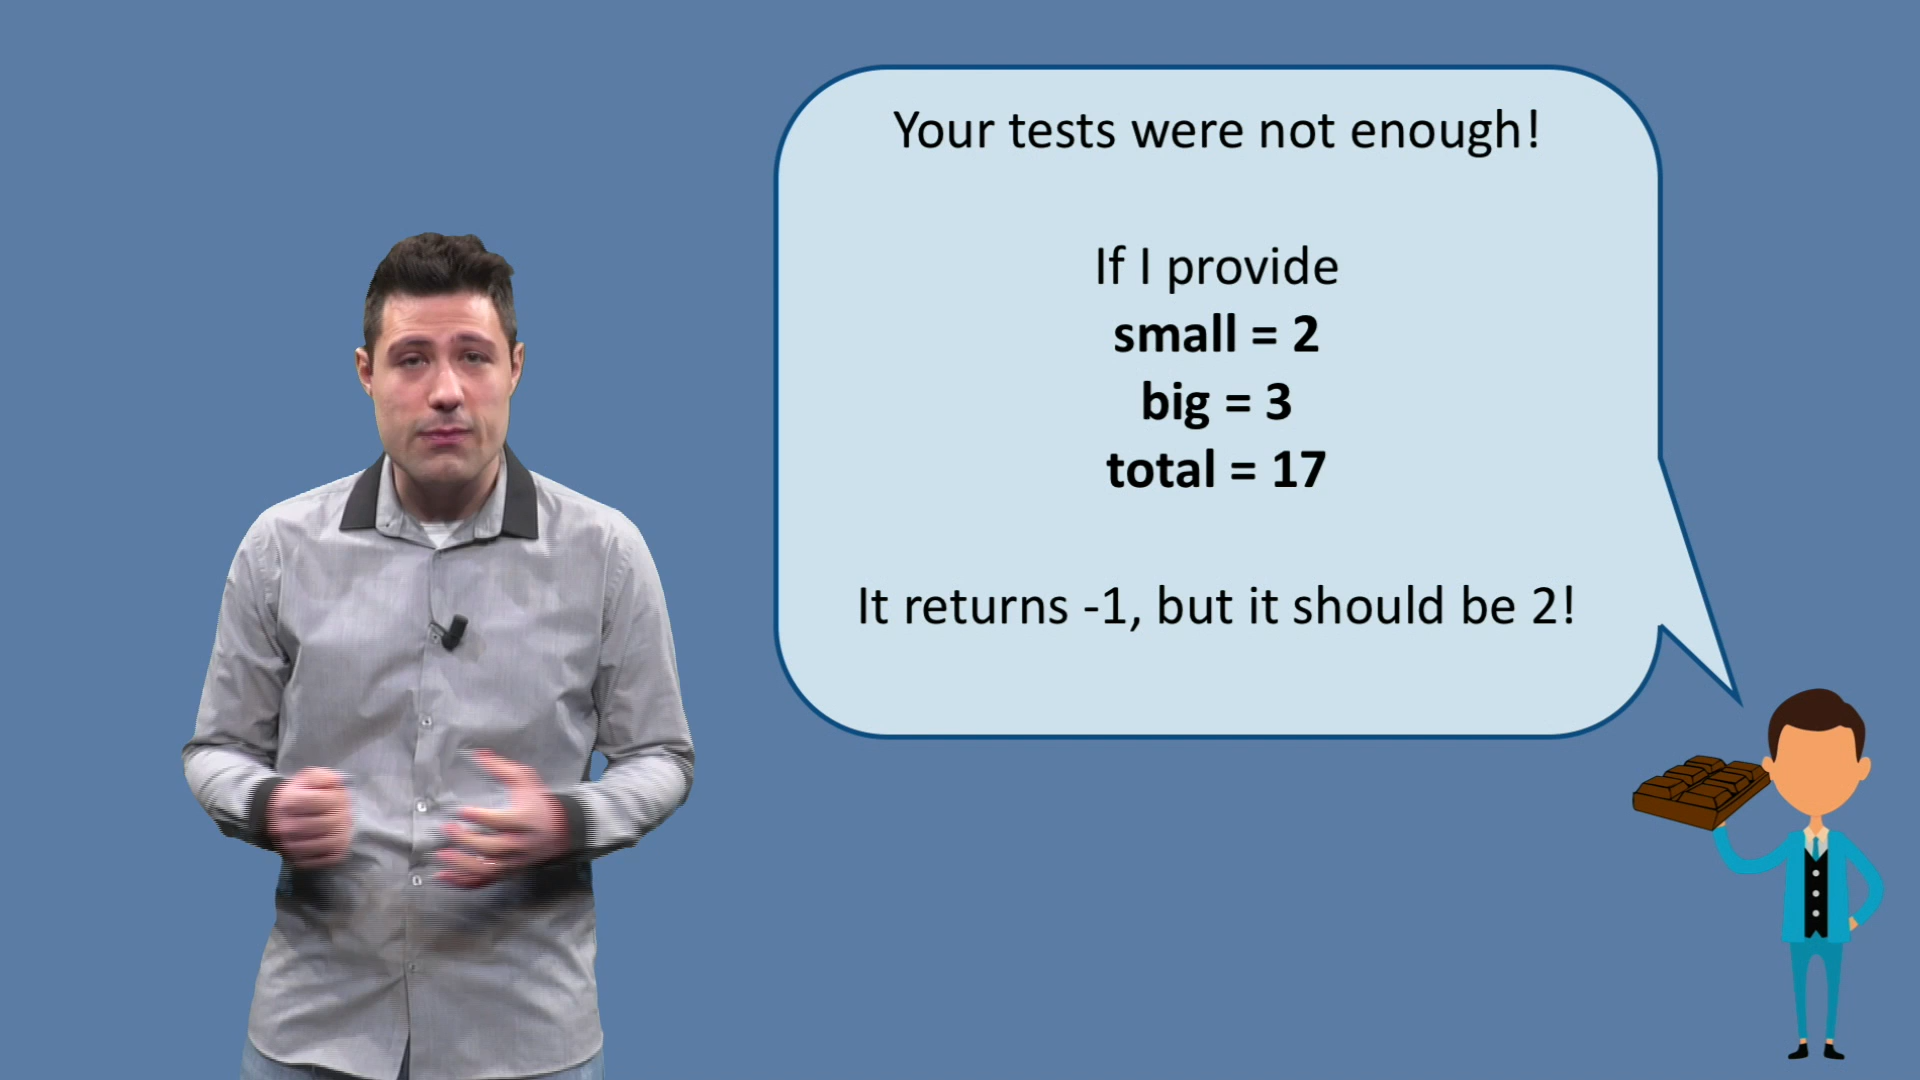 Your tests were not enough!
If I provide
small = 2
big = 3
total = 17
It returns -1, but it should be 2!